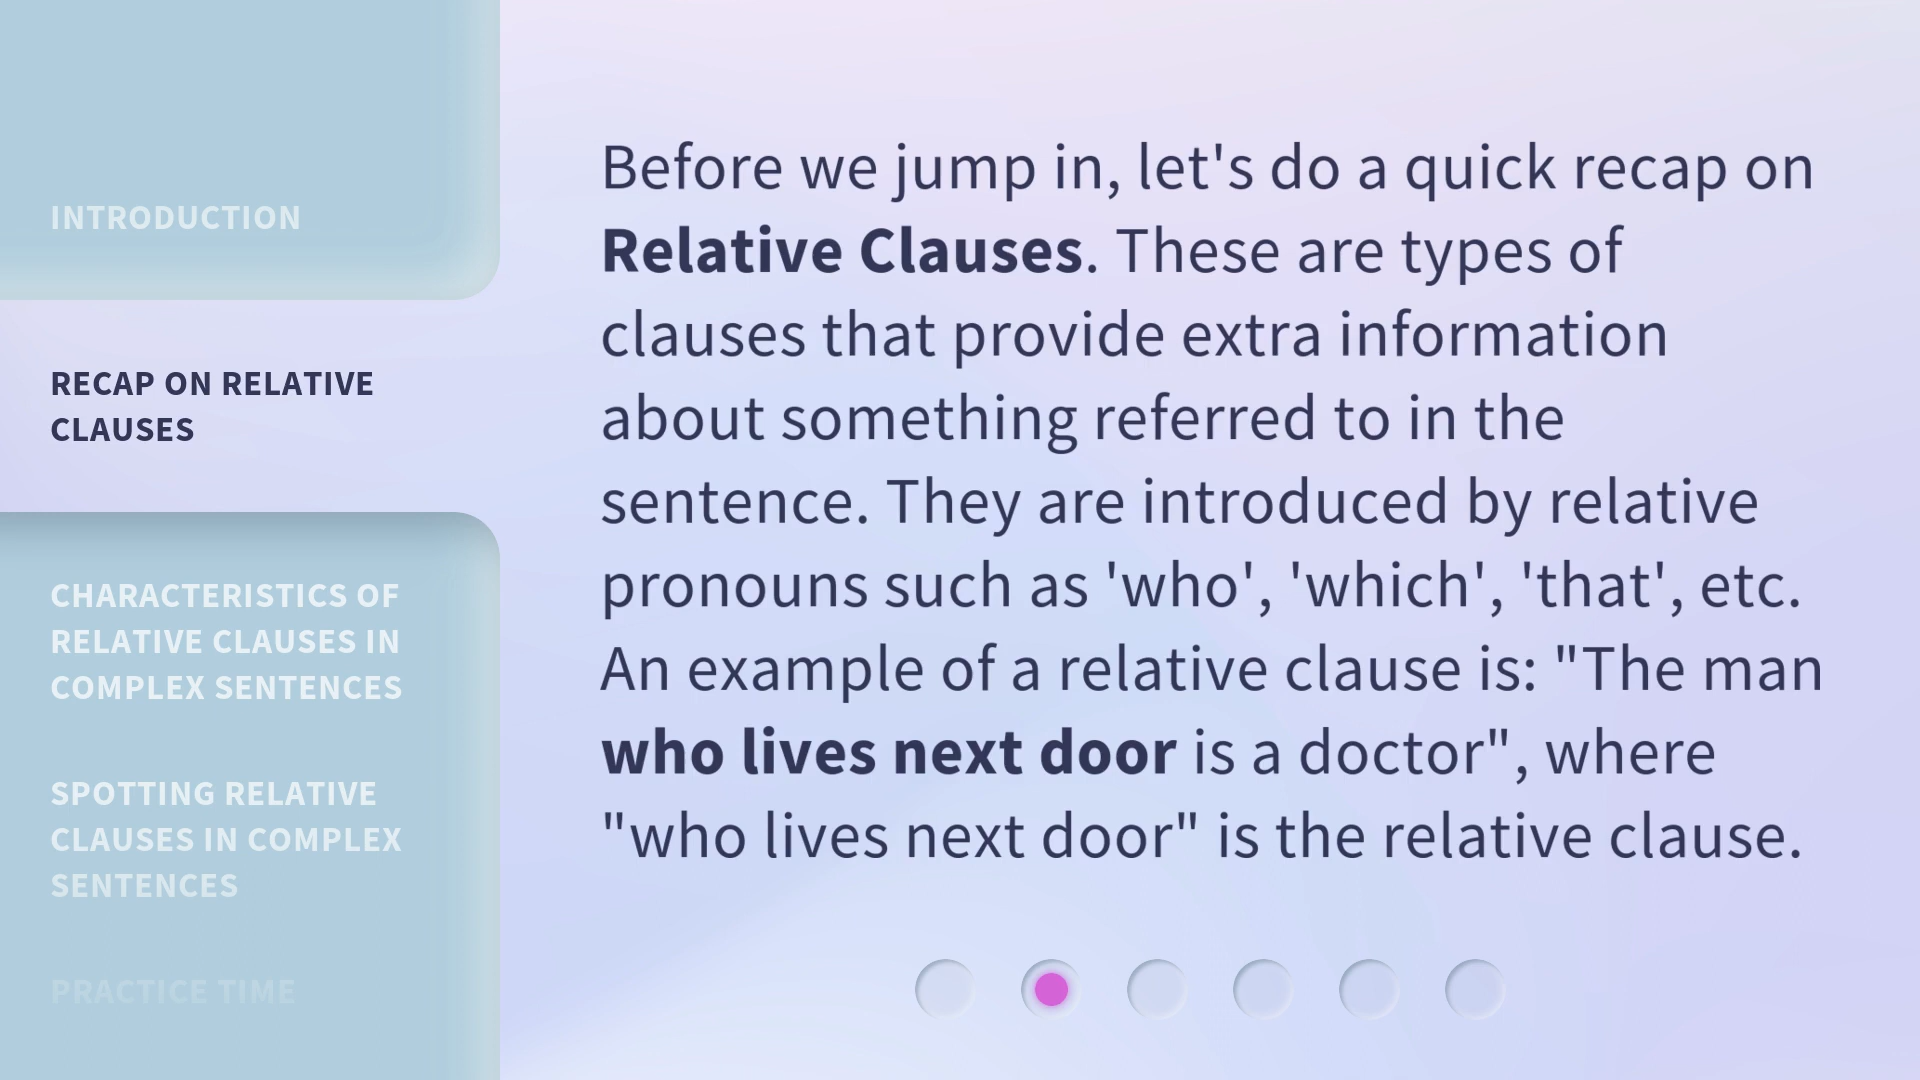 INTRODUCTION
RECAP ON RELATIVE
CLAUSES
CHARACTERISTICS OF
RELATIVE CLAUSES IN
COMPLEX SENTENCES
SPOTTING RELATIVE
CLAUSES IN COMPLEX
SENTENCES
PRACTICE TIME
Before we jump in, let's do a quick recap on
Relative Clauses. These are types of
clauses that provide extra information
about something referred to in the
sentence. They are introduced by relative
pronouns such as 'who', 'which', 'that', etc.
An example of a relative clause is: "The man
who lives next door is a doctor", where
"who lives next door" is the relative clause.